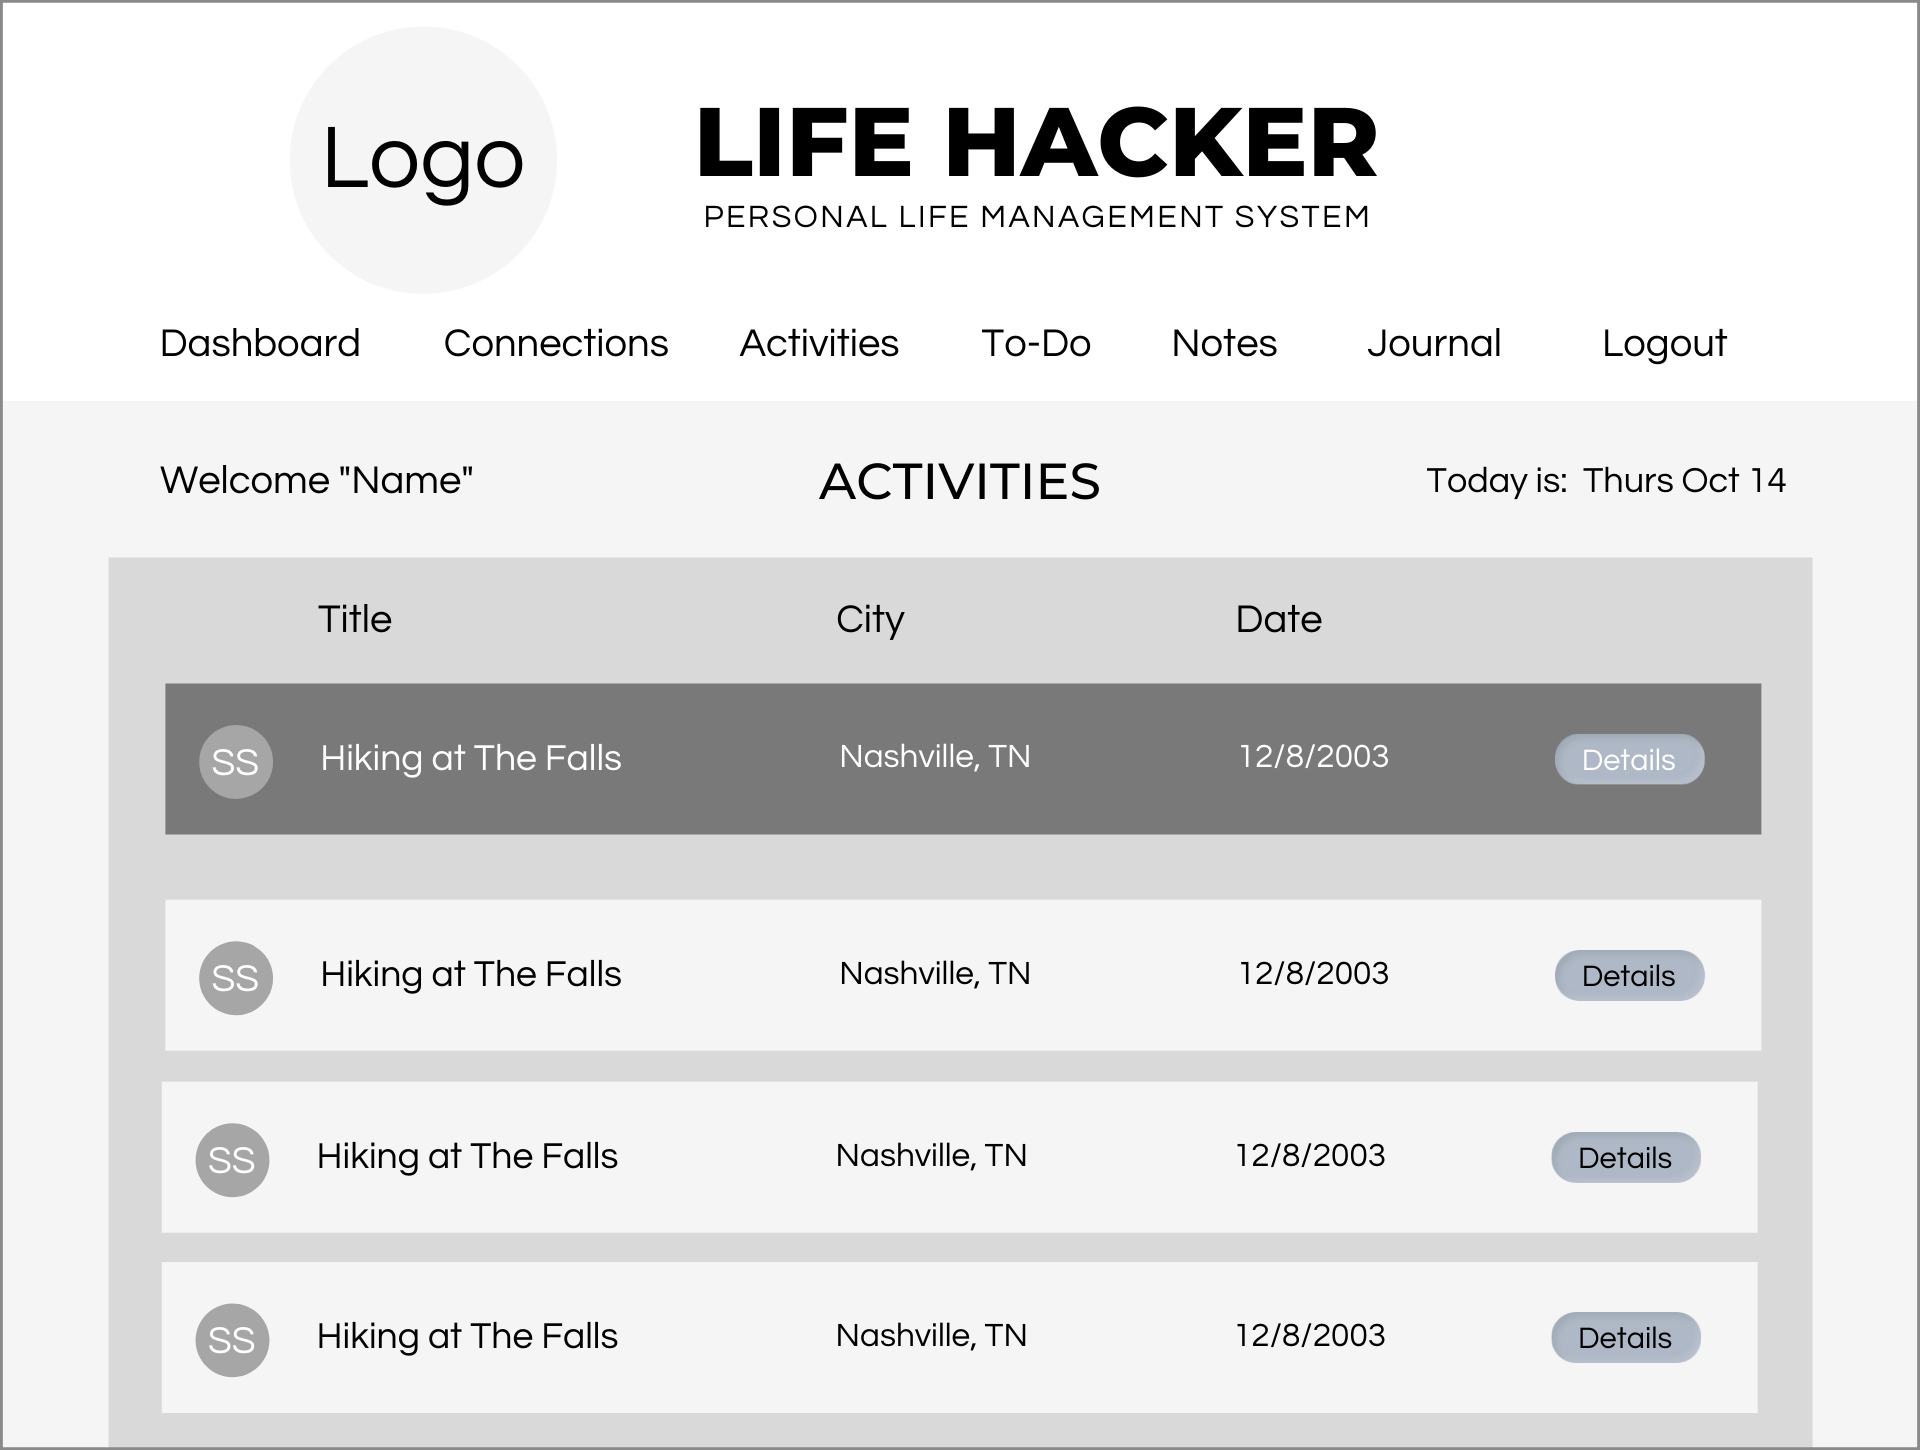 Logo
LIFE HACKER
PERSONAL LIFE MANAGEMENT SYSTEM
Dashboard Connections Activities To-Do Notes Journal Logout
Welcome "Name" ACTIVITIES Today is: Thurs Oct 14
Title City Date
SS Hiking at The Falls Nashville, TN 12/8/2003 Details
SS Hiking at The Falls Nashville, TN 12/8/2003 Details
SS Hiking at The Falls Nashville, TN 12/8/2003 Details
SS Hiking at The Falls Nashville, TN 12/8/2003 Details